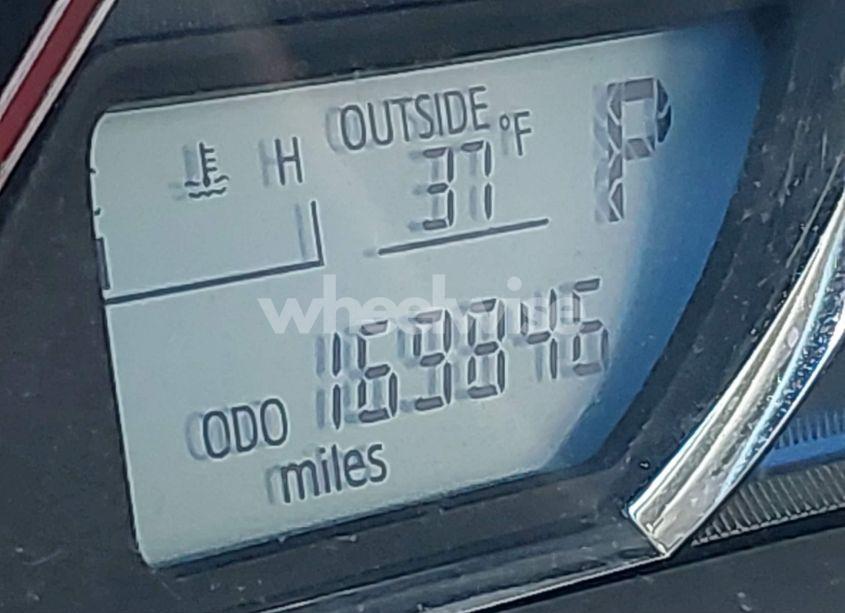 OUTSIDE
H 37 °F P
wheelwise
ODO 169846
miles